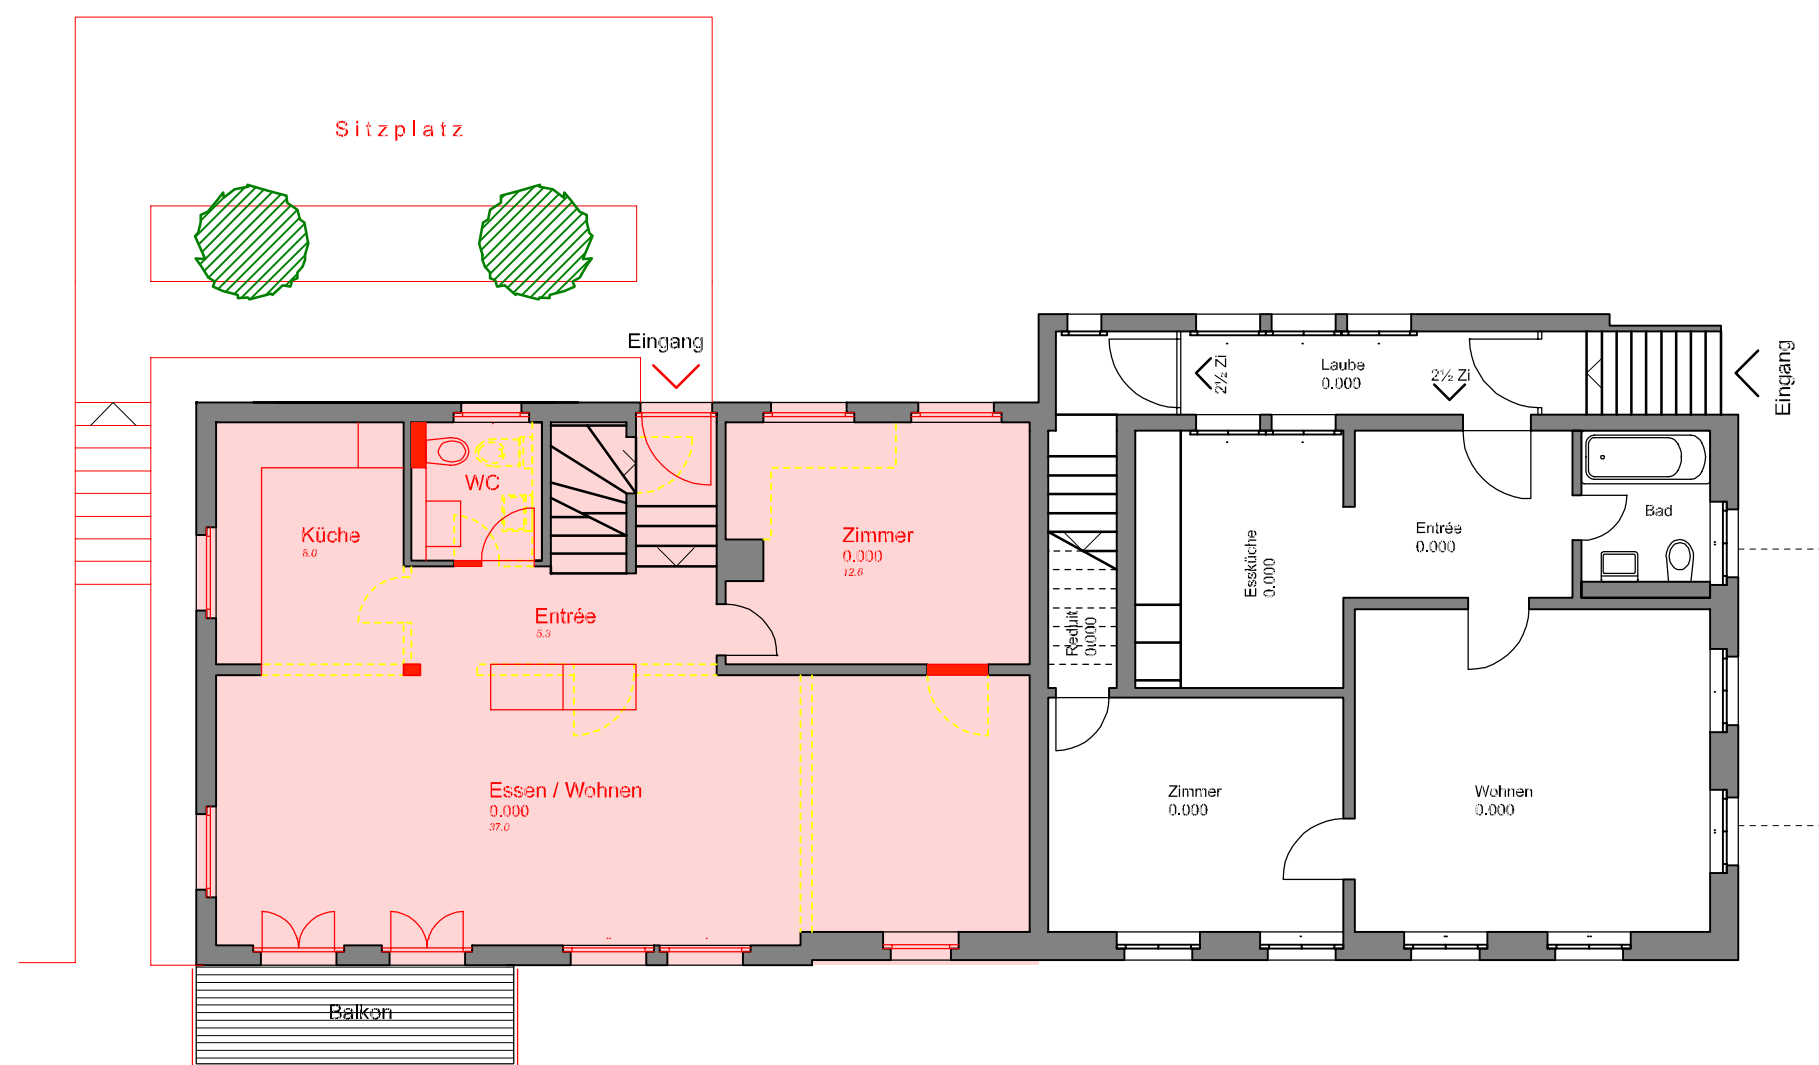 Sitzplatz
Eingang
WC
Küche
8.0
Zimmer
0.000
12.6
Entrée
5.3
Essen / Wohnen
0.000
37.0
Balkon
2½ Zi
Laube
0.000
2½ Zi
Eingang
Essküche
0.000
Entrée
0.000
Bad
Reduit
0.000
Zimmer
0.000
Wohnen
0.000